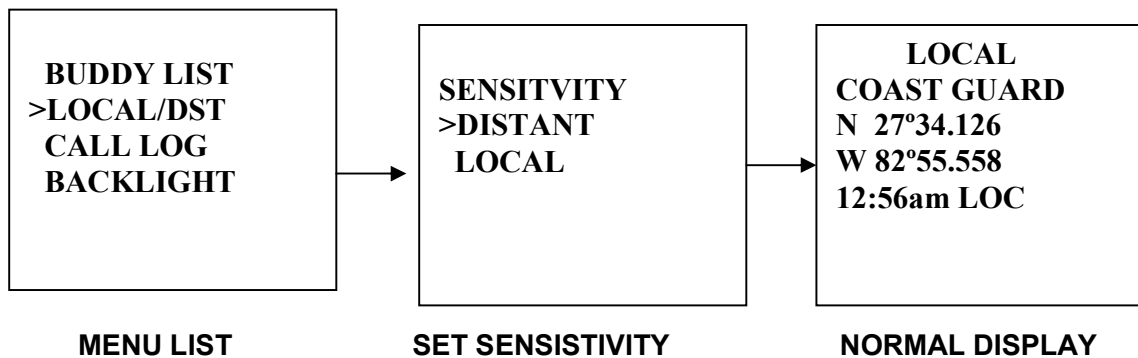 BUDDY LIST
>LOCAL/DST
CALL LOG
BACKLIGHT
MENU LIST
SENSITVITY
>DISTANT
LOCAL
SET SENSISTIVITY
LOCAL
COAST GUARD
N 27º34.126
W 82º55.558
12:56am LOC
NORMAL DISPLAY